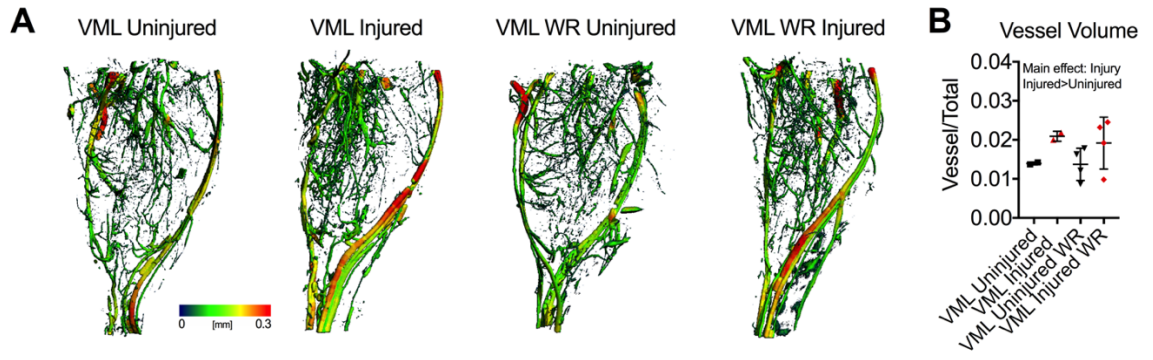 A
VML Uninjured
VML Injured
VML WR Uninjured
VML WR Injured
0
[mm]
0.3
B
Vessel Volume
Main effect: Injury
Injured>Uninjured
Vessel/Total
0.04
0.03
0.02
0.01
0.00
VML Uninjured
VML Injured
VML Uninjured WR
VML Injured WR